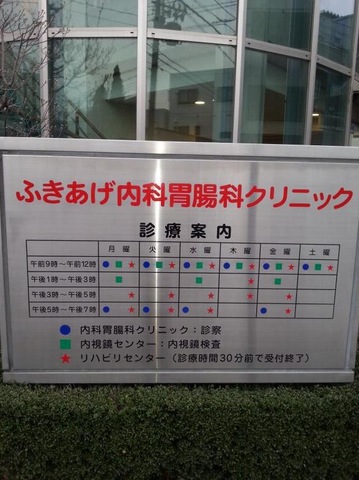 ふきあげ内科胃腸科クリニック
診療案内
月曜 火曜 水曜 木曜 金曜 土曜
午前9時〜午前12時
午後1時〜午後3時
午後3時〜午後5時
午後5時〜午後7時
● 内科胃腸科クリニック：診察
■ 内視鏡センター：内視鏡検査
★ リハビリセンター（診療時間30分前で受付終了）